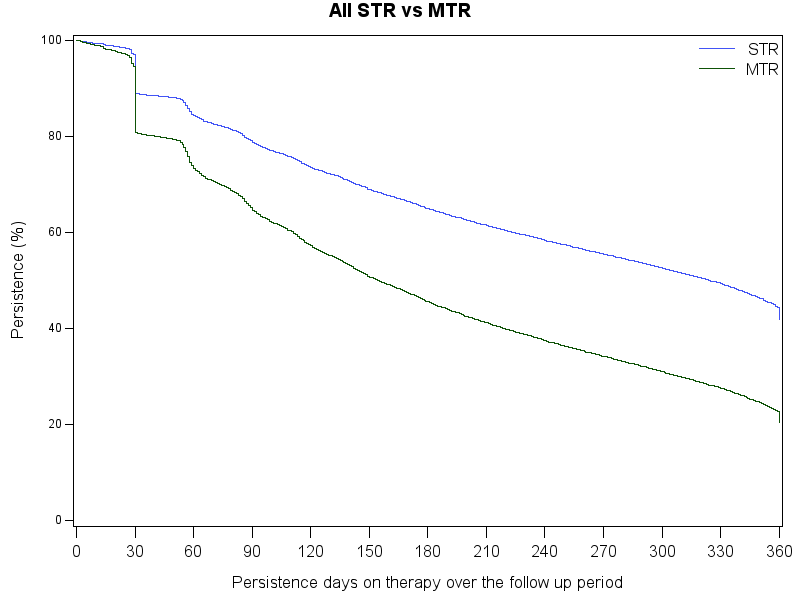 All STR vs MTR
STR
MTR
100
80
60
40
20
0
Persistence (%)
0 30 60 90 120 150 180 210 240 270 300 330 360
Persistence days on therapy over the follow up period